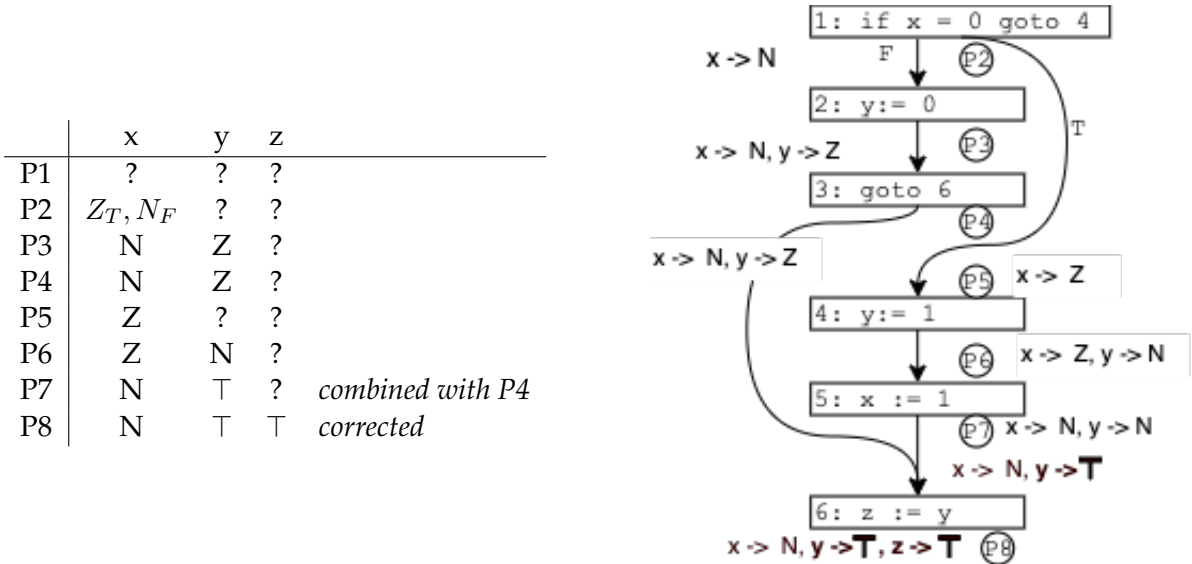 x y z
P1 ? ? ?
P2 Z_T, N_F ? ?
P3 N Z ?
P4 N Z ?
P5 Z ? ?
P6 Z N ?
P7 N ⊤ ? combined with P4
P8 N ⊤ ⊤ corrected
1: if x = 0 goto 4
F
P2
x -> N
2: y:= 0
T
P3
x -> N, y -> Z
3: goto 6
P4
x -> N, y -> Z
P5
x -> Z
4: y:= 1
P6
x -> Z, y -> N
5: x := 1
P7
x -> N, y -> N
x -> N, y -> ⊤
6: z := y
x -> N, y -> ⊤, z -> ⊤
P8